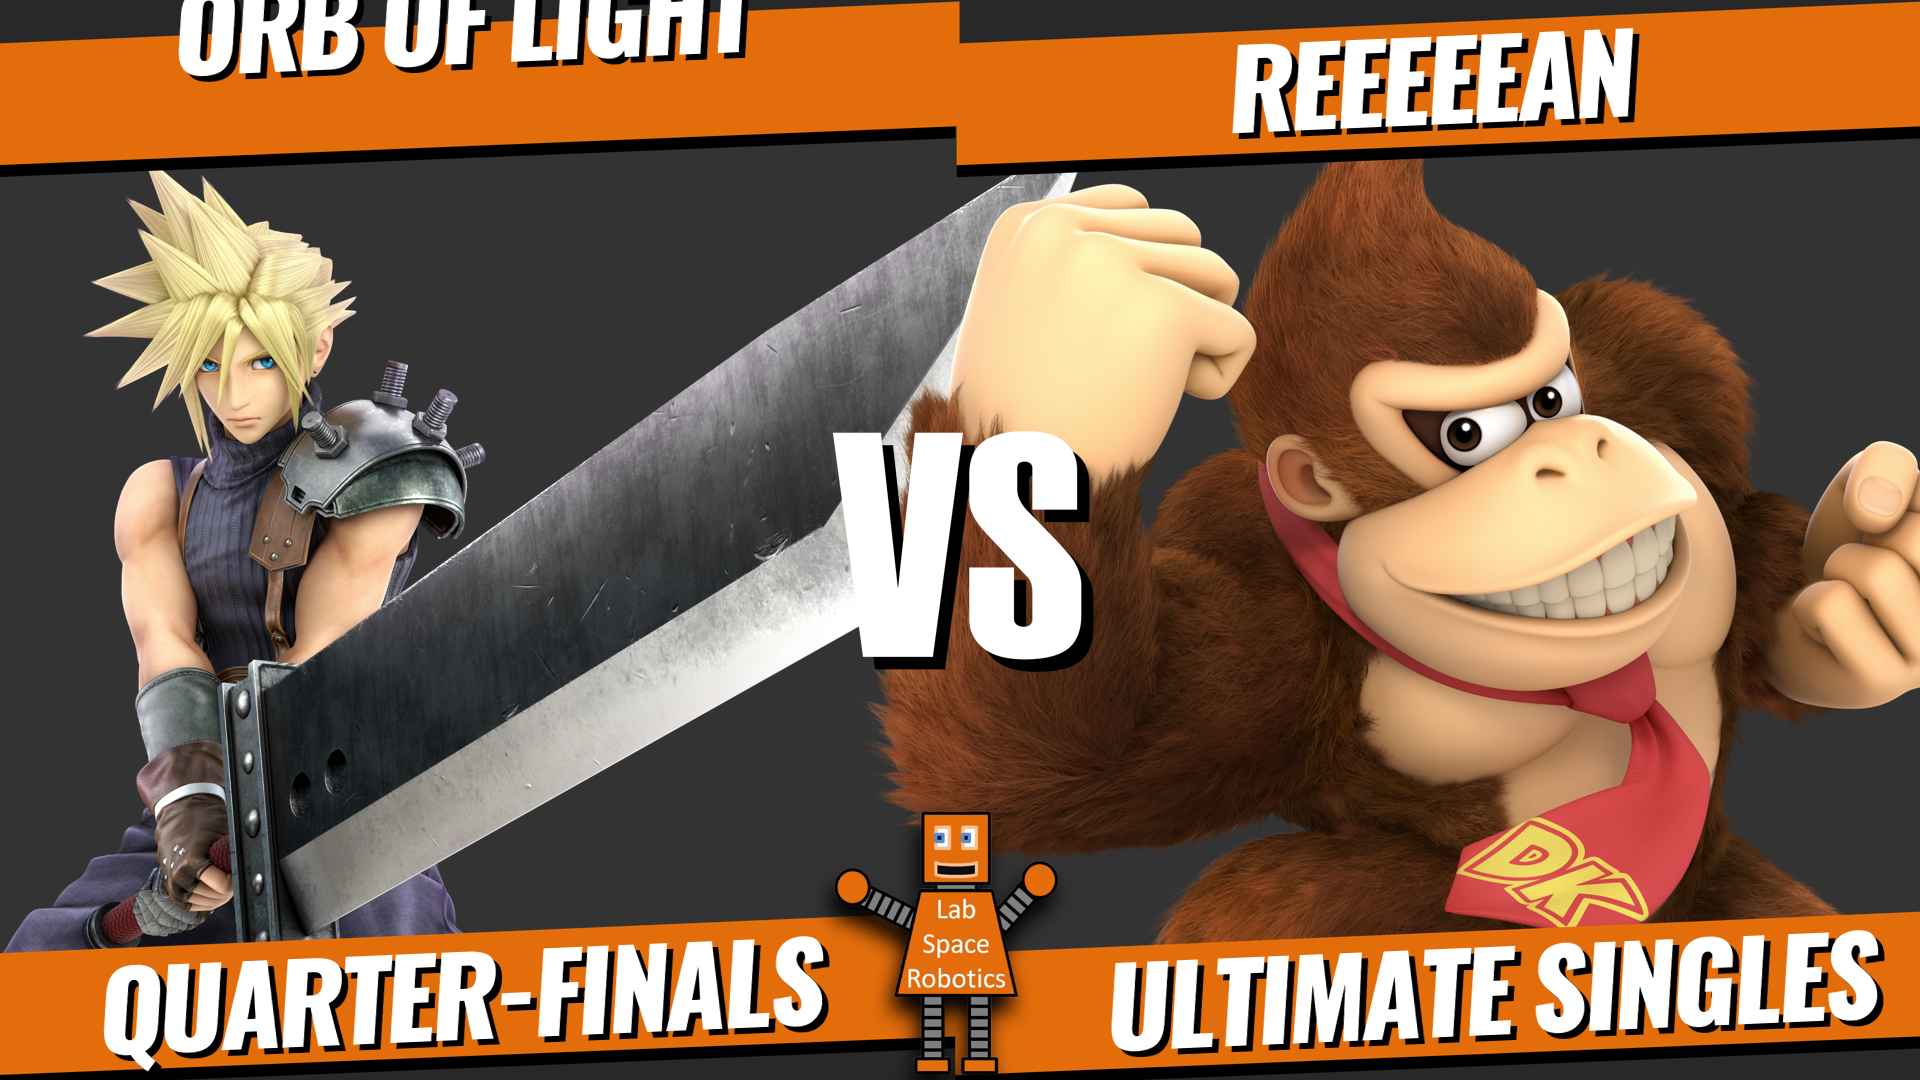 ORB OF LIGHT
REEEEEAN
VS
DK
Lab
Space
Robotics
QUARTER-FINALS
ULTIMATE SINGLES